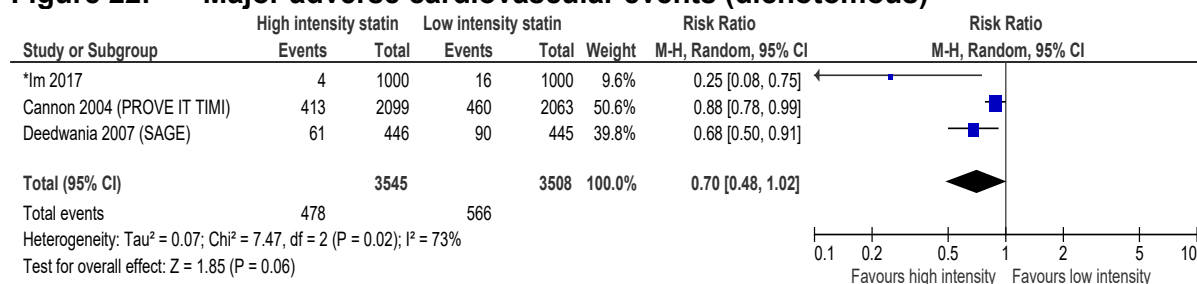 Figure 22: Major adverse cardiovascular events (dichotomous)
High intensity statin Low intensity statin Risk Ratio Risk Ratio
Study or Subgroup Events Total Events Total Weight M-H, Random, 95% CI M-H, Random, 95% CI
*Im 2017 4 1000 16 1000 9.6% 0.25 [0.08, 0.75]
Cannon 2004 (PROVE IT TIMI) 413 2099 460 2063 50.6% 0.88 [0.78, 0.99]
Deedwania 2007 (SAGE) 61 446 90 445 39.8% 0.68 [0.50, 0.91]
Total (95% CI) 3545 3508 100.0% 0.70 [0.48, 1.02]
Total events 478 566
Heterogeneity: Tau² = 0.07; Chi² = 7.47, df = 2 (P = 0.02); I² = 73%
Test for overall effect: Z = 1.85 (P = 0.06)
0.1 0.2 0.5 1 2 5 10
Favours high intensity Favours low intensity